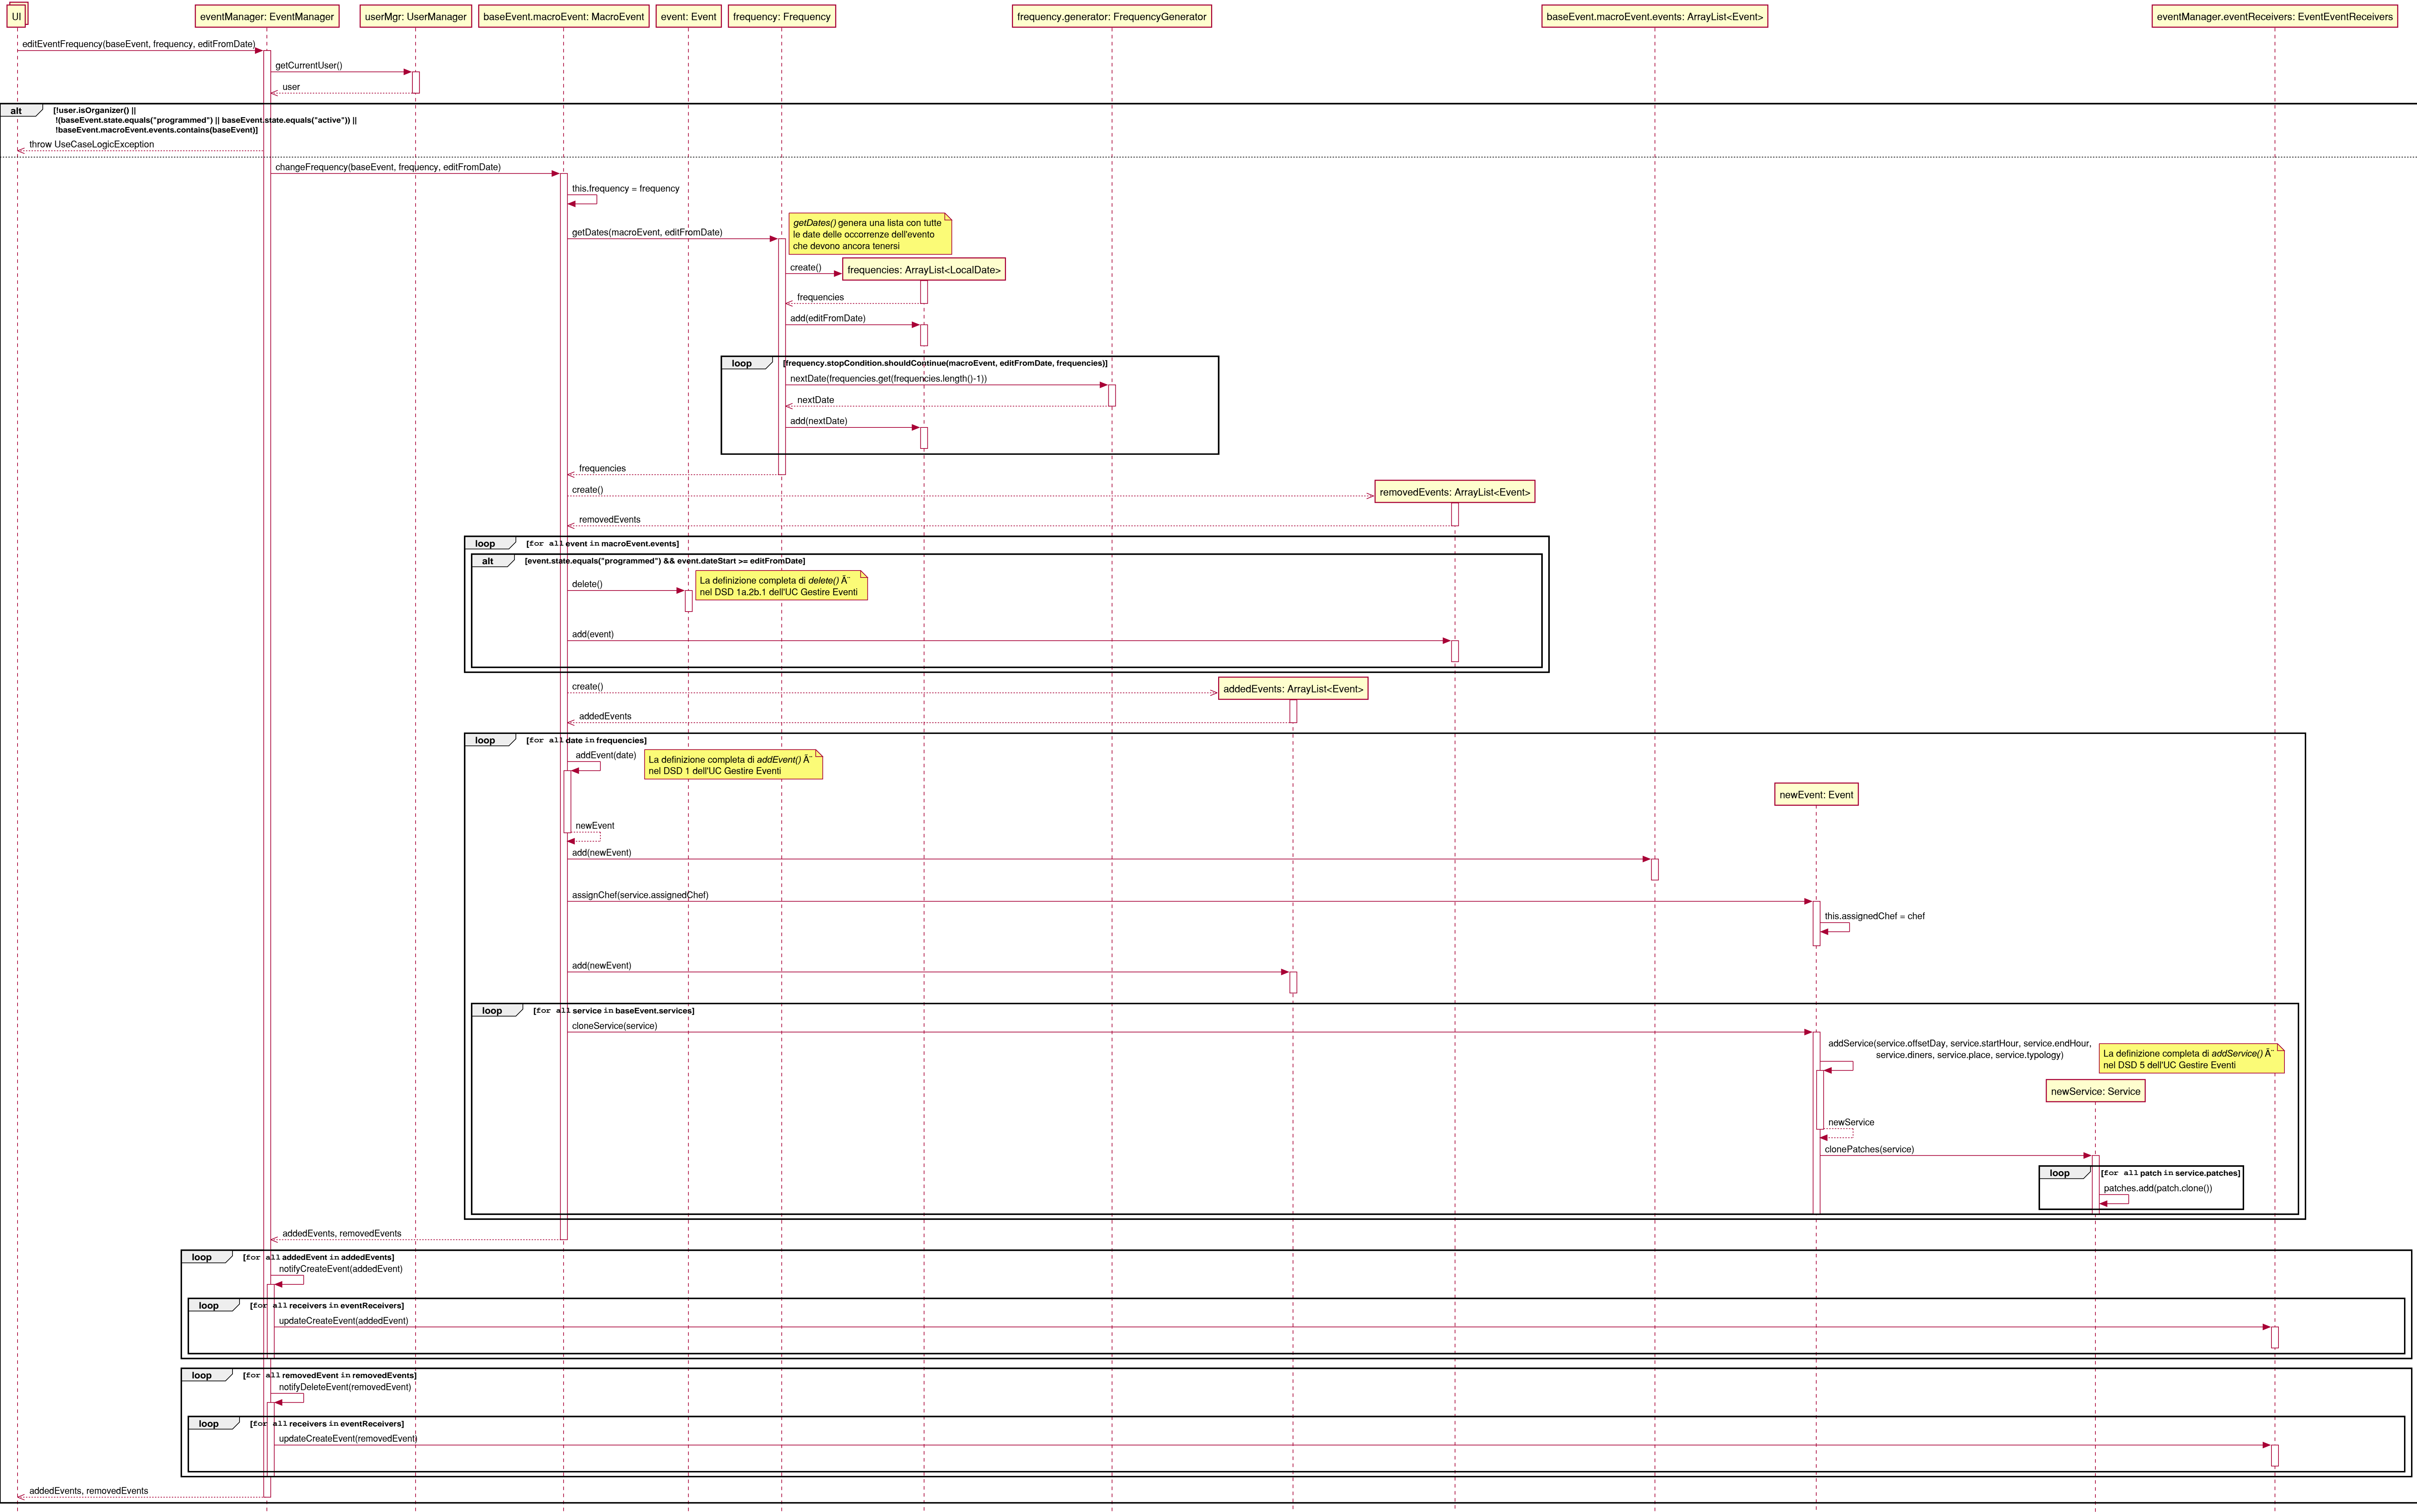 UI
eventManager: EventManager
userMgr: UserManager
baseEvent.macroEvent: MacroEvent
event: Event
frequency: Frequency
frequency.generator: FrequencyGenerator
baseEvent.macroEvent.events: ArrayList<Event>
eventManager.eventReceivers: EventEventReceivers
editEventFrequency(baseEvent, frequency, editFromDate)
getCurrentUser()
user
alt
[!user.isOrganizer() ||
!(baseEvent.state.equals("programmed") || baseEvent.state.equals("active")) ||
!baseEvent.macroEvent.events.contains(baseEvent)]
throw UseCaseLogicException
changeFrequency(baseEvent, frequency, editFromDate)
this.frequency = frequency
getDates(macroEvent, editFromDate)
getDates() genera una lista con tutte
le date delle occorrenze dell'evento
che devono ancora tenersi
create()
frequencies: ArrayList<LocalDate>
frequencies
add(editFromDate)
loop
[frequency.stopCondition.shouldContinue(macroEvent, editFromDate, frequencies)]
nextDate(frequencies.get(frequencies.length()-1))
nextDate
add(nextDate)
frequencies
create()
removedEvents: ArrayList<Event>
removedEvents
loop
[for all event in macroEvent.events]
alt
[event.state.equals("programmed") && event.dateStart >= editFromDate]
delete()
La definizione completa di delete() Ã¨
nel DSD 1a.2b.1 dell'UC Gestire Eventi
add(event)
create()
addedEvents: ArrayList<Event>
addedEvents
loop
[for all date in frequencies]
addEvent(date)
La definizione completa di addEvent() Ã¨
nel DSD 1 dell'UC Gestire Eventi
newEvent: Event
newEvent
add(newEvent)
assignChef(service.assignedChef)
this.assignedChef = chef
add(newEvent)
loop
[for all service in baseEvent.services]
cloneService(service)
addService(service.offsetDay, service.startHour, service.endHour,
service.diners, service.place, service.typology)
La definizione completa di addService() Ã¨
nel DSD 5 dell'UC Gestire Eventi
newService: Service
newService
clonePatches(service)
loop
[for all patch in service.patches]
patches.add(patch.clone())
addedEvents, removedEvents
loop
[for all addedEvent in addedEvents]
notifyCreateEvent(addedEvent)
loop
[for all receivers in eventReceivers]
updateCreateEvent(addedEvent)
loop
[for all removedEvent in removedEvents]
notifyDeleteEvent(removedEvent)
loop
[for all receivers in eventReceivers]
updateCreateEvent(removedEvent)
addedEvents, removedEvents